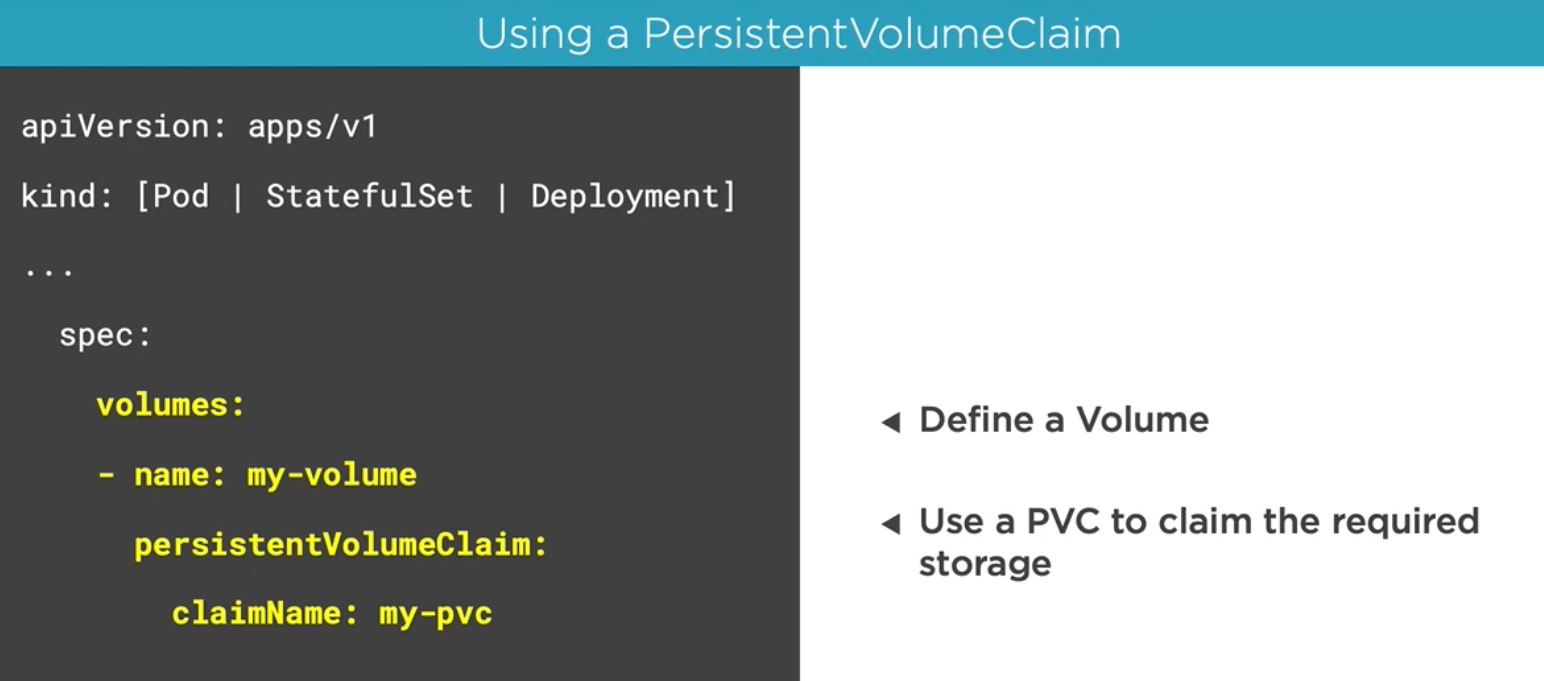 Using a PersistentVolumeClaim
apiVersion: apps/v1
kind: [Pod | StatefulSet | Deployment]
...
spec:
volumes:
- name: my-volume
persistentVolumeClaim:
claimName: my-pvc
Define a Volume
Use a PVC to claim the required
storage